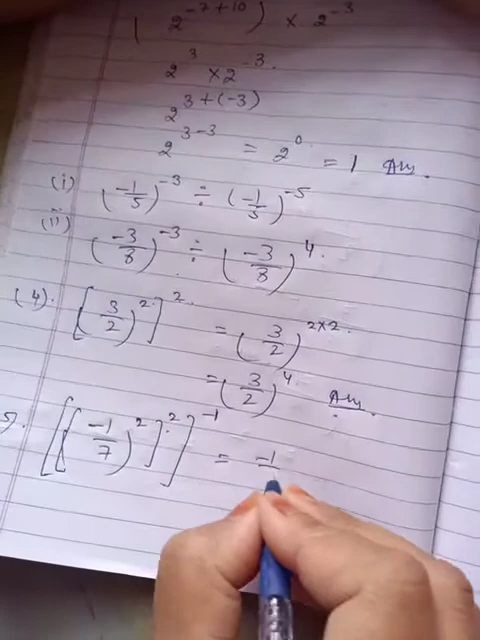 ( 2^{-7+10} ) × 2^{-3}
2^{3} × 2^{-3}.
2^{3+(-3)}
2^{3-3} = 2^{0} = 1 Ans.
(i) (-1/5)^{-3} ÷ (-1/5)^{-5}
(ii) (-3/8)^{-3} ÷ (-3/8)^{4}.
(4). [(3/2)^{2}]^{2}. = (3/2)^{2×2}.
= (3/2)^{4}. Ans.
5. [[(-1/7)^{2}]^{2}]^{-1} = -1